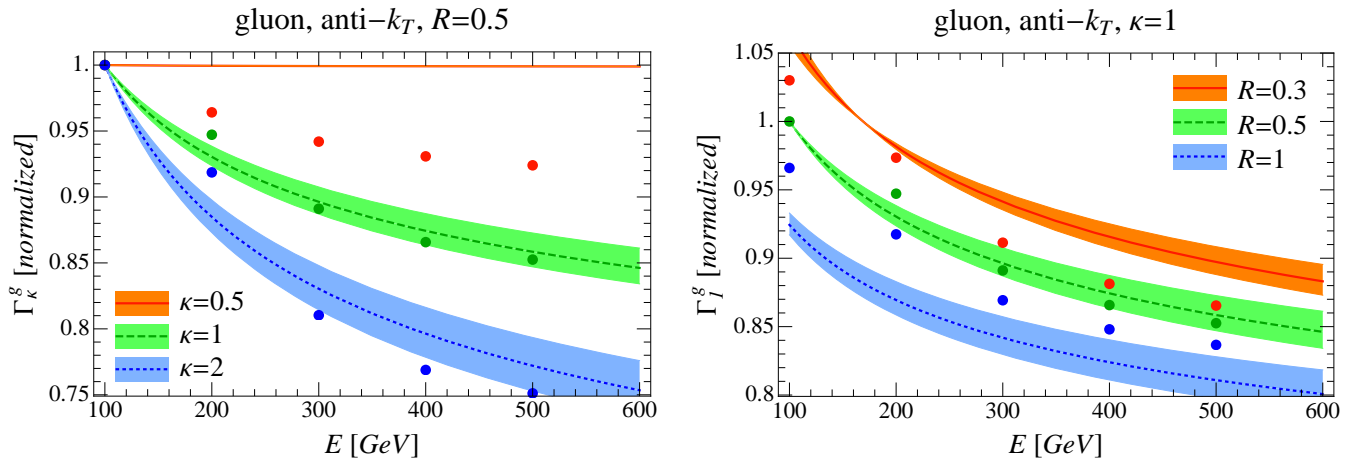 gluon, anti−k_T, R=0.5
Γ_κ^g [normalized]
1.
0.95
0.9
0.85
0.8
0.75
κ=0.5
κ=1
κ=2
100 200 300 400 500 600
E [GeV]
gluon, anti−k_T, κ=1
Γ_1^g [normalized]
1.05
1.
0.95
0.9
0.85
0.8
R=0.3
R=0.5
R=1
100 200 300 400 500 600
E [GeV]